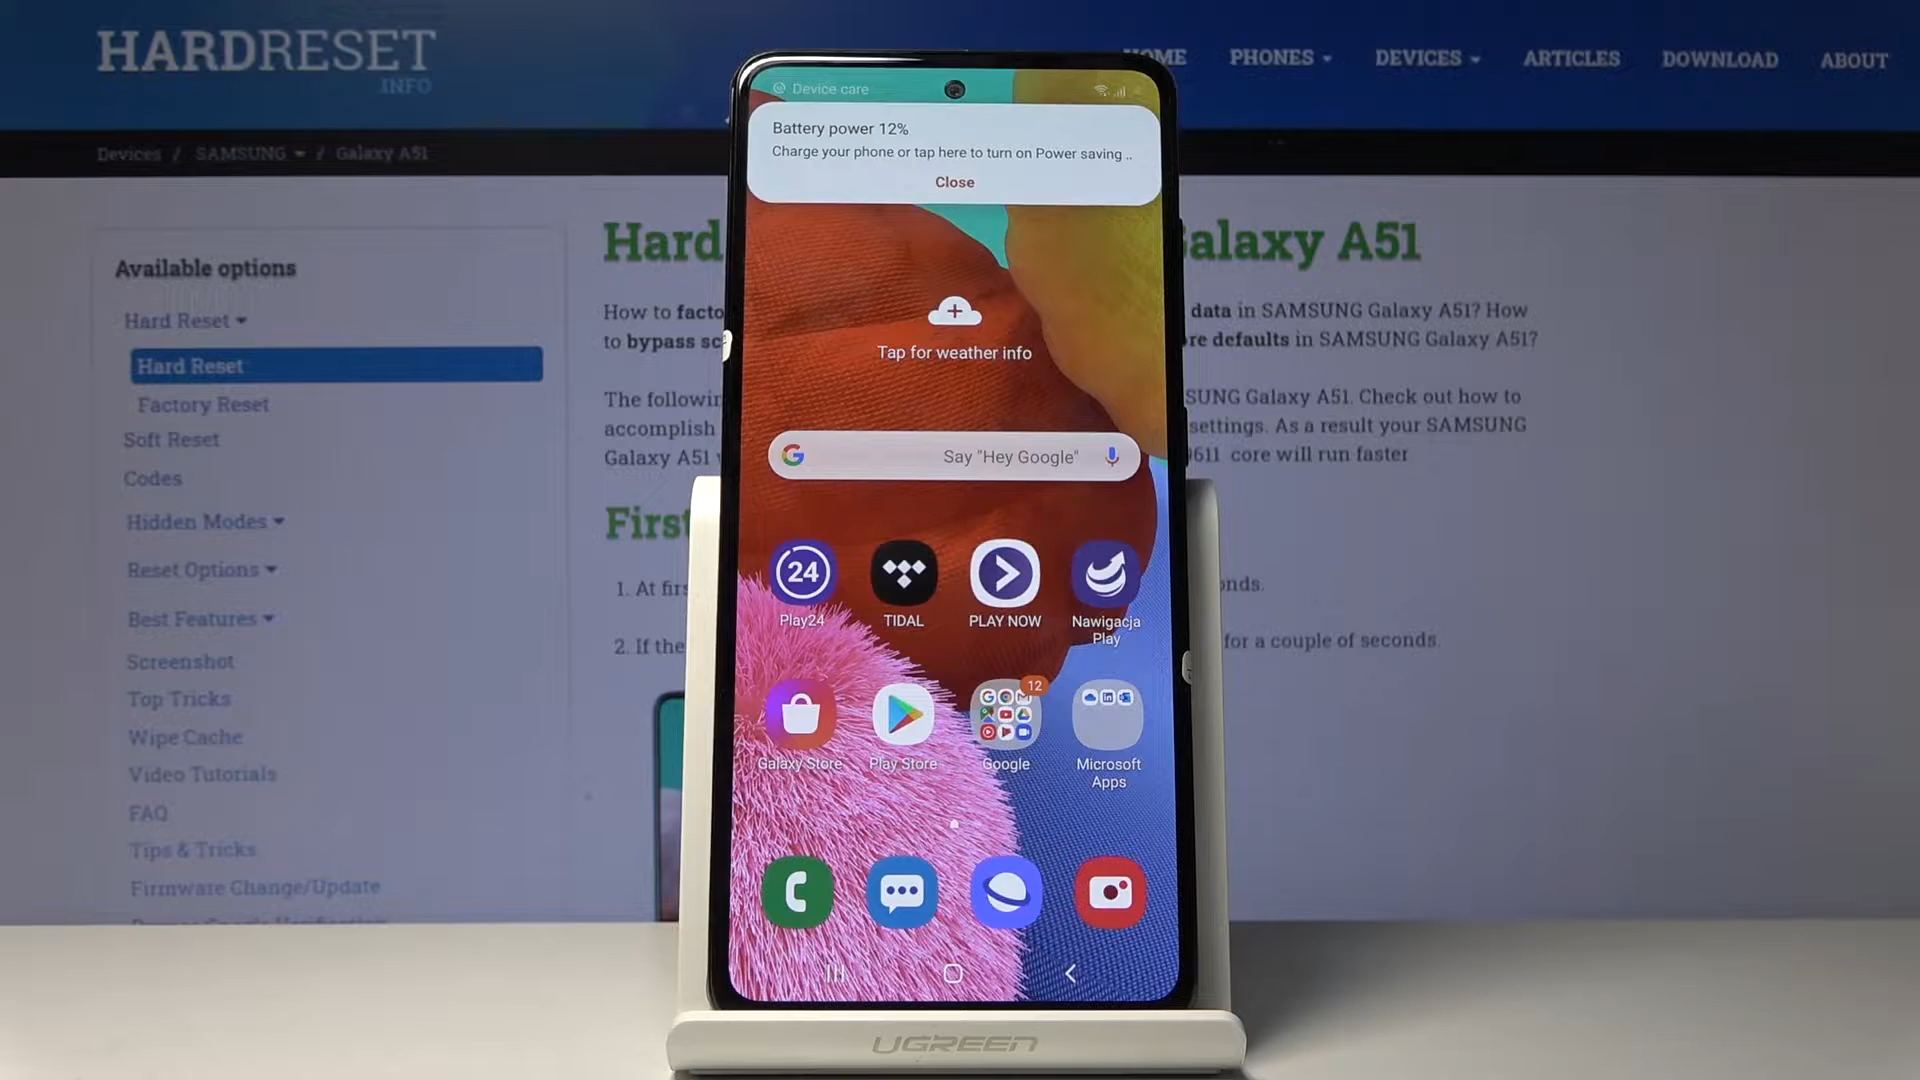 HARDRESET
INFO
HOME PHONES DEVICES ARTICLES DOWNLOAD ABOUT
Devices / SAMSUNG / Galaxy A51
Available options
Hard Reset
Hard Reset
Factory Reset
Soft Reset
Codes
Hidden Modes
Reset Options
Best Features
Screenshot
Top Tricks
Wipe Cache
Video Tutorials
FAQ
Tips & Tricks
Firmware Change/Update
Hard
Galaxy A51
How to
data in SAMSUNG Galaxy A51? How
to bypass
defaults in SAMSUNG Galaxy A51?
The
Galaxy A51. Check out how to
accomplish
settings. As a result your SAMSUNG
Galaxy A51
core will run faster
First
1. At
2. If the
for a couple of seconds.
Device care
Battery power 12%
Charge your phone or tap here to turn on Power saving ..
Close
Tap for weather info
Say "Hey Google"
24
Play24
TIDAL
PLAY NOW
Nawigacja
Play
12
Galaxy Store
Play Store
Google
Microsoft
Apps
UGREEN